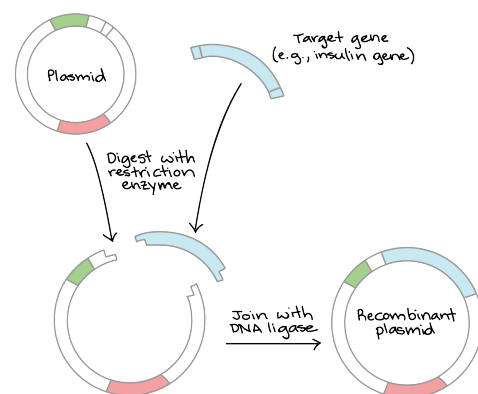 Plasmid
Target gene
(e.g., insulin gene)
Digest with
restriction
enzyme
Join with
DNA ligase
Recombinant
plasmid